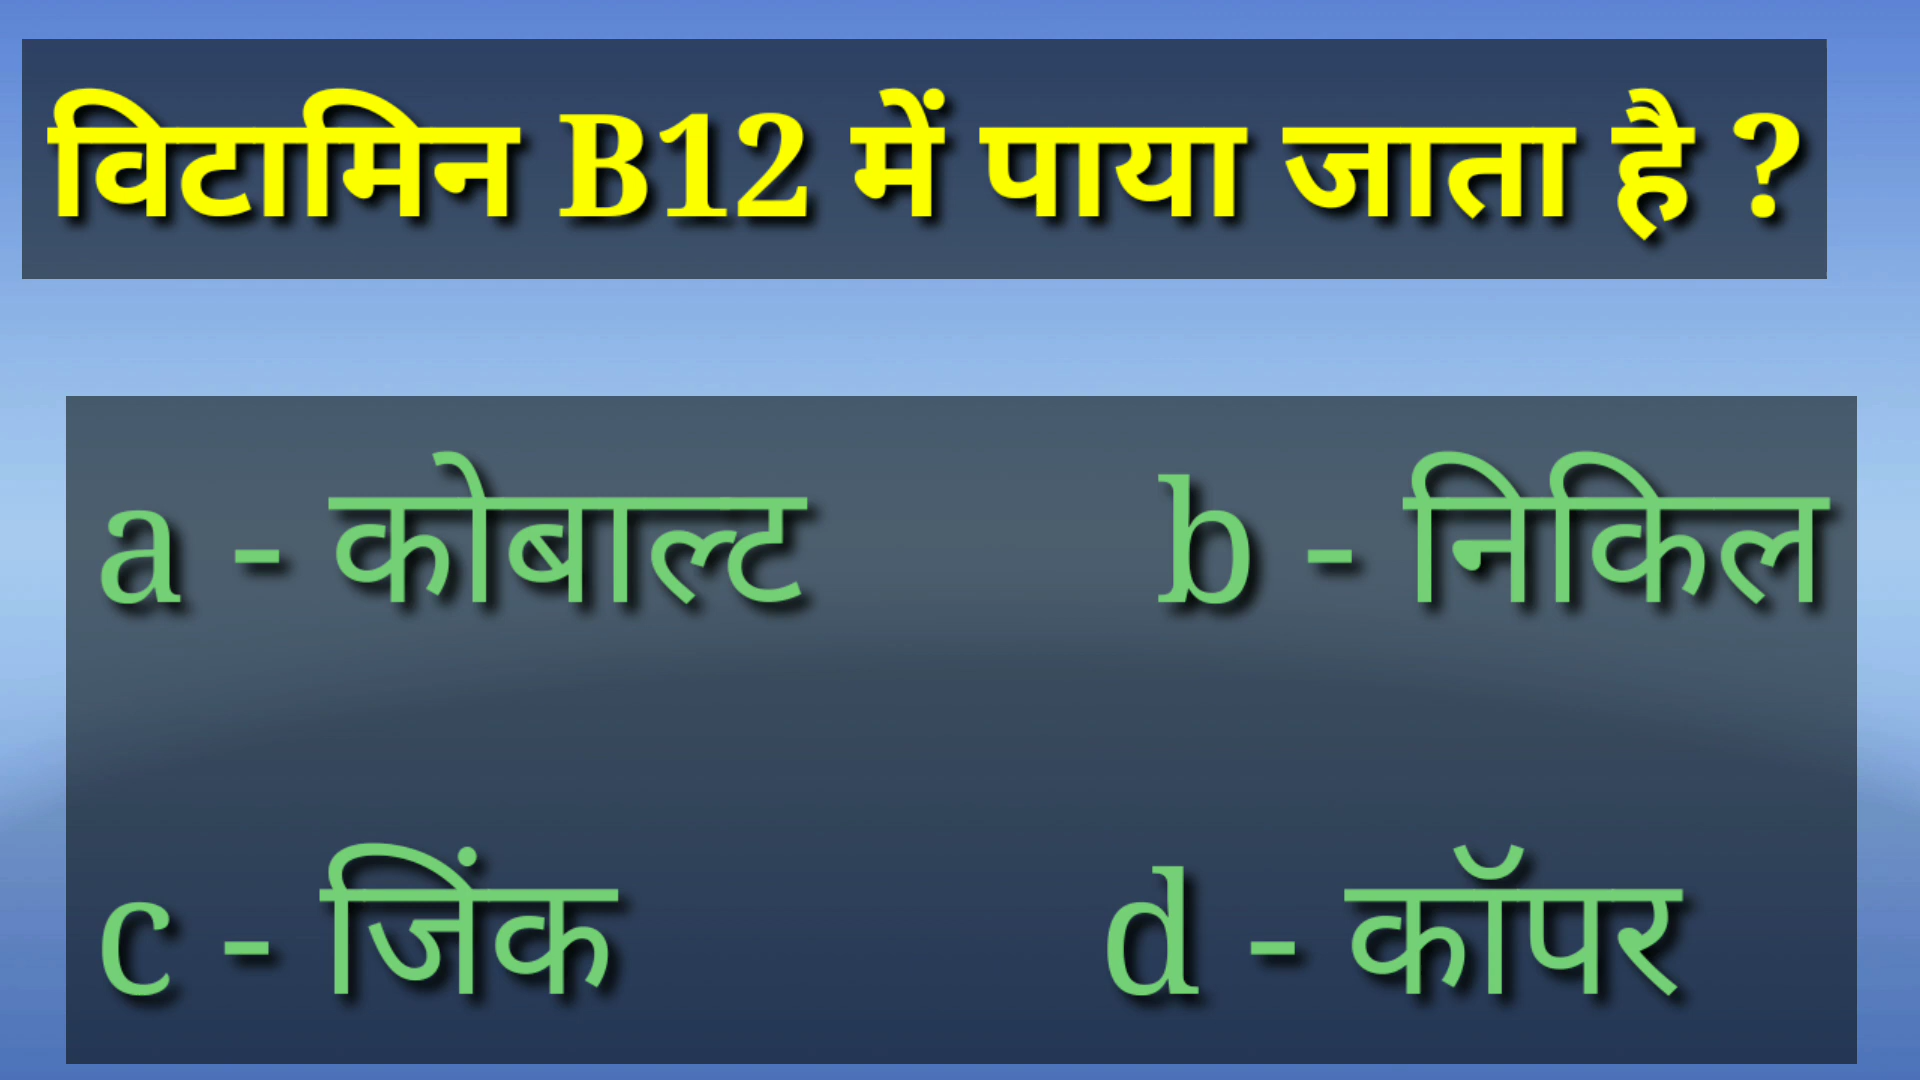 विटामिन B12 में पाया जाता है ?
a - कोबाल्ट b - निकिल
c - जिंक d - कॉपर